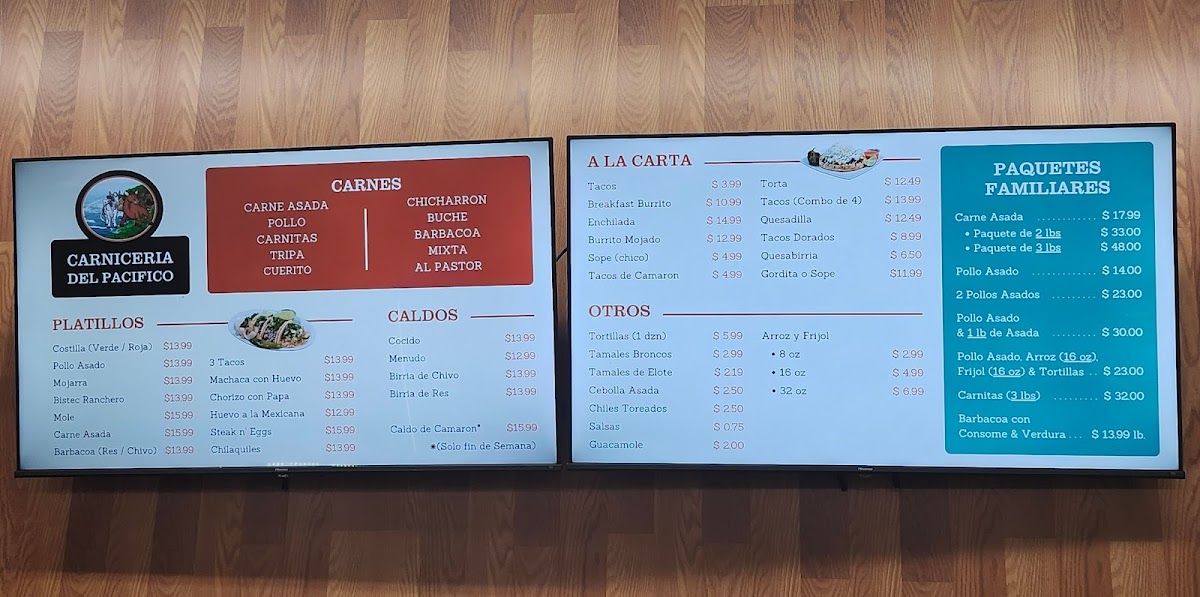 CARNICERIA
DEL PACIFICO
CARNES
CARNE ASADA
POLLO
CARNITAS
TRIPA
CUERITO
CHICHARRON
BUCHE
BARBACOA
MIXTA
AL PASTOR
PLATILLOS
Costilla (Verde / Roja) $13.99
Pollo Asado $13.99
Mojarra $13.99
Bistec Ranchero $13.99
Mole $15.99
Carne Asada $15.99
Barbacoa (Res / Chivo) $13.99
3 Tacos $13.99
Machaca con Huevo $13.99
Chorizo con Papa $13.99
Huevo a la Mexicana $12.99
Steak n' Eggs $15.99
Chilaquiles $13.99
CALDOS
Cocido $13.99
Menudo $12.99
Birria de Chivo $13.99
Birria de Res $13.99
Caldo de Camaron* $15.99
*(Solo fin de Semana)
Hisense
A LA CARTA
Tacos $ 3.99
Breakfast Burrito $ 10.99
Enchilada $ 14.99
Burrito Mojado $ 12.99
Sope (chico) $ 4.99
Tacos de Camaron $ 4.99
Torta $ 12.49
Tacos (Combo de 4) $ 13.99
Quesadilla $ 12.49
Tacos Dorados $ 8.99
Quesabirria $ 6.50
Gordita o Sope $11.99
OTROS
Tortillas (1 dzn) $ 5.99
Tamales Broncos $ 2.99
Tamales de Elote $ 2.19
Cebolla Asada $ 2.50
Chiles Toreados $ 2.50
Salsas $ 0.75
Guacamole $ 2.00
Arroz y Frijol
• 8 oz $ 2.99
• 16 oz $ 4.99
• 32 oz $ 6.99
PAQUETES
FAMILIARES
Carne Asada ............ $ 17.99
• Paquete de 2 lbs $ 33.00
• Paquete de 3 lbs $ 48.00
Pollo Asado ............ $ 14.00
2 Pollos Asados ......... $ 23.00
Pollo Asado
& 1 lb de Asada ......... $ 30.00
Pollo Asado, Arroz (16 oz),
Frijol (16 oz) & Tortillas .. $ 23.00
Carnitas (3 lbs) ......... $ 32.00
Barbacoa con
Consome & Verdura ... $ 13.99 lb.
Hisense